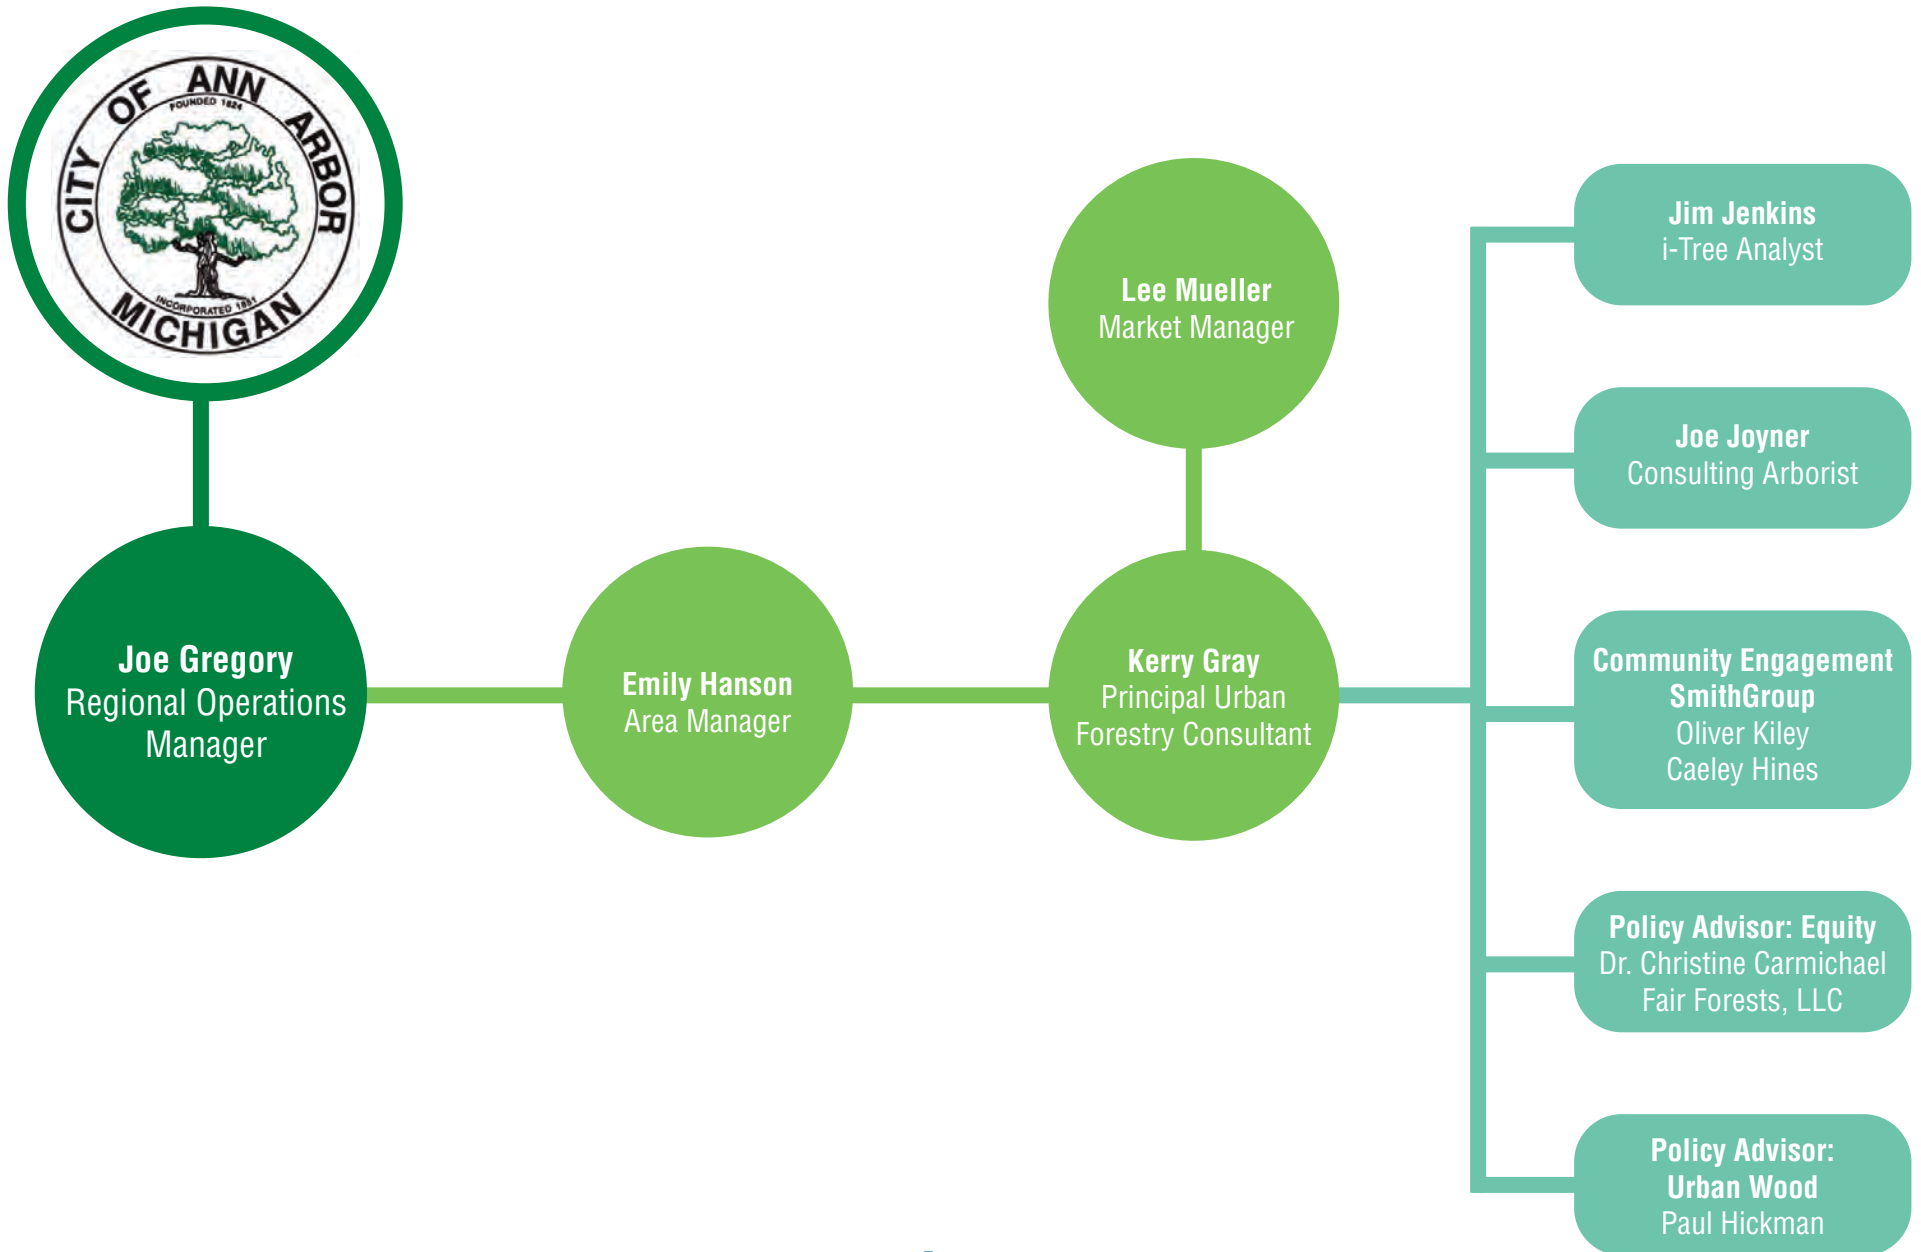 CITY OF ANN ARBOR
FOUNDED 1824
INCORPORATED 1851
MICHIGAN
Joe Gregory
Regional Operations
Manager
Emily Hanson
Area Manager
Lee Mueller
Market Manager
Kerry Gray
Principal Urban
Forestry Consultant
Jim Jenkins
i-Tree Analyst
Joe Joyner
Consulting Arborist
Community Engagement
SmithGroup
Oliver Kiley
Caeley Hines
Policy Advisor: Equity
Dr. Christine Carmichael
Fair Forests, LLC
Policy Advisor:
Urban Wood
Paul Hickman